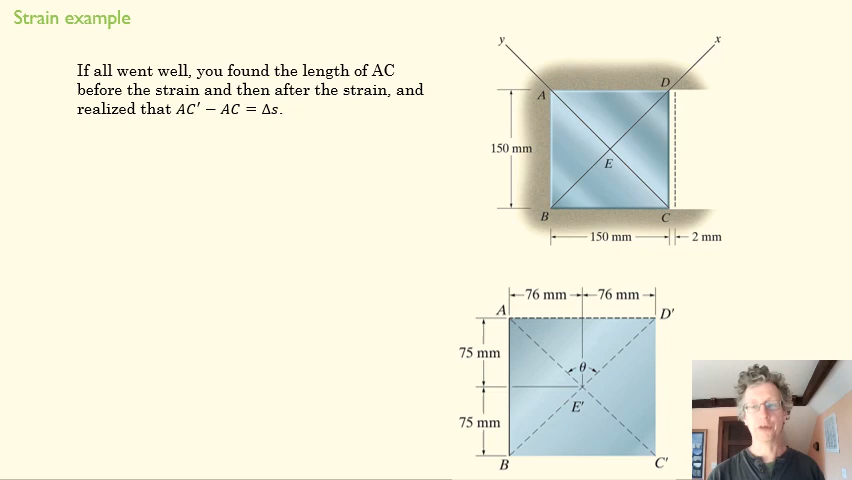 Strain example
If all went well, you found the length of AC
before the strain and then after the strain, and
realized that AC′ − AC = Δs.
y
x
D
A
150 mm
E
B
C
150 mm
2 mm
76 mm
76 mm
A
D'
75 mm
θ
E'
75 mm
B
C'